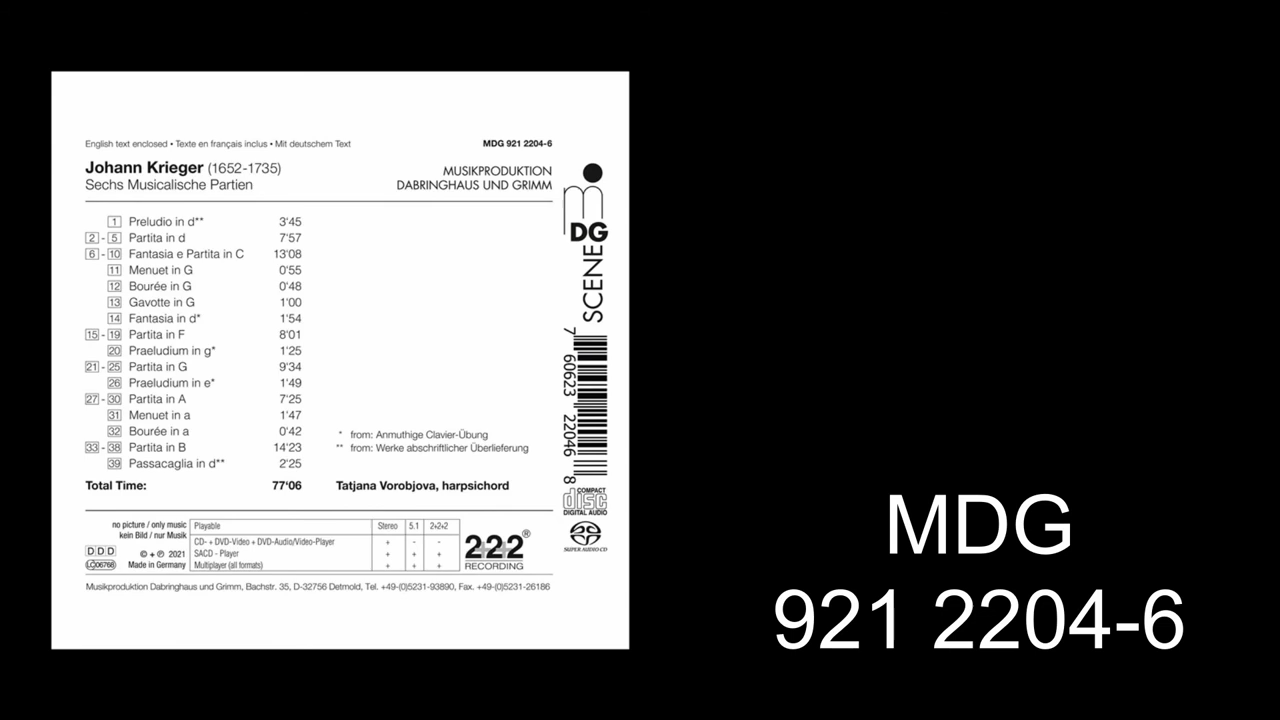 English text enclosed • Texte en français inclus • Mit deutschem Text
MDG 921 2204-6
Johann Krieger (1652-1735)
Sechs Musicalische Partien
MUSIKPRODUKTION
DABRINGHAUS UND GRIMM
m
DG
SCENE
1 Preludio in d** 3'45
2 - 5 Partita in d 7'57
6 - 10 Fantasia e Partita in C 13'08
11 Menuet in G 0'55
12 Bourée in G 0'48
13 Gavotte in G 1'00
14 Fantasia in d* 1'54
15 - 19 Partita in F 8'01
20 Praeludium in g* 1'25
21 - 25 Partita in G 9'34
26 Praeludium in e* 1'49
27 - 30 Partita in A 7'25
31 Menuet in a 1'47
32 Bourée in a 0'42
33 - 38 Partita in B 14'23
39 Passacaglia in d** 2'25
* from: Anmuthige Clavier-Übung
** from: Werke abschriftlicher Überlieferung
Total Time: 77'06
Tatjana Vorobjova, harpsichord
7 60623 22046 8
COMPACT
disc
DIGITAL AUDIO
SUPER AUDIO CD
no picture / only music
kein Bild / nur Musik
DDD
LC06768
© + ℗ 2021
Made in Germany
Playable Stereo 5.1 2+2+2
CD- + DVD-Video + DVD-Audio/Video-Player + - -
SACD - Player + + +
Multiplayer (all formats) + + +
2+2+2®
RECORDING
Musikproduktion Dabringhaus und Grimm, Bachstr. 35, D-32756 Detmold, Tel. +49-(0)5231-93890, Fax. +49-(0)5231-26186
MDG
921 2204-6